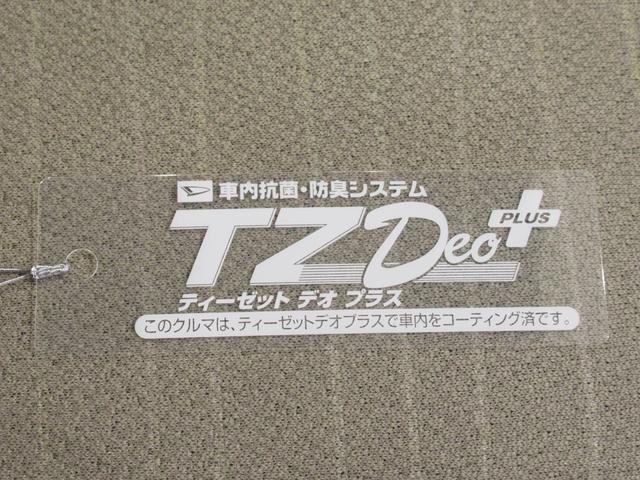 車内抗菌・防臭システム
TZ Deo PLUS
ティーゼット デオ プラス
このクルマは、ティーゼットデオプラスで車内をコーティング済です。